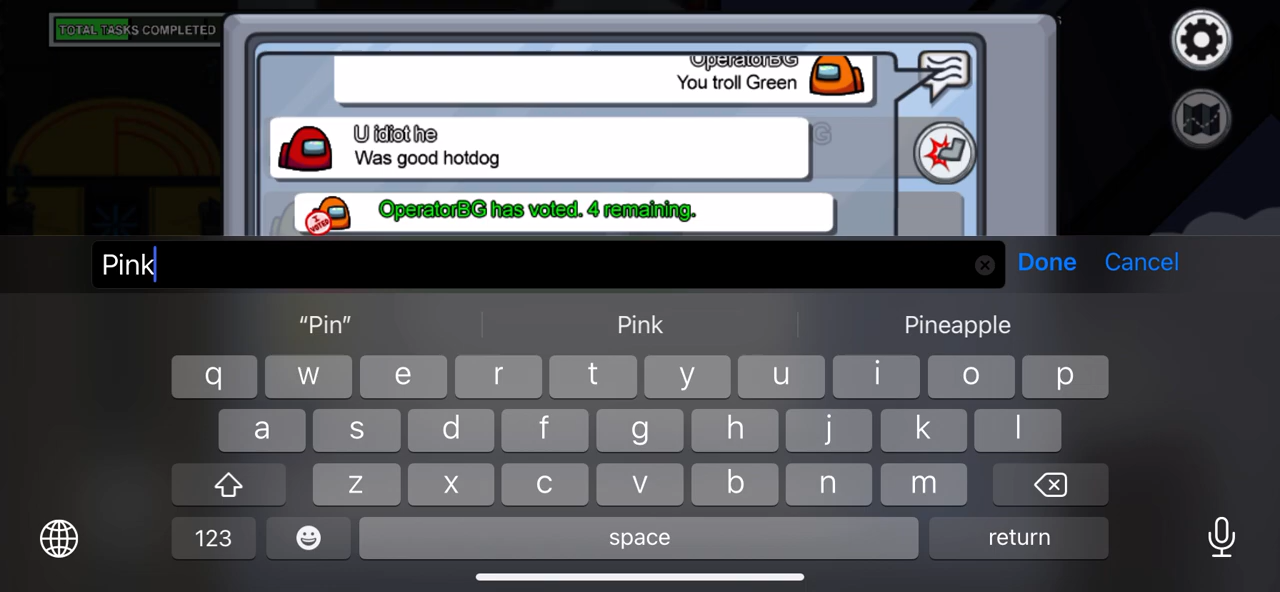 TOTAL TASKS COMPLETED
OperatorBG
You troll Green
U idiot he
Was good hotdog
I VOTED
OperatorBG has voted. 4 remaining.
Pink
Done
Cancel
“Pin”
Pink
Pineapple
q w e r t y u i o p
a s d f g h j k l
z x c v b n m
123
space
return